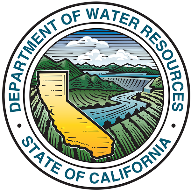 DEPARTMENT OF WATER RESOURCES
• STATE OF CALIFORNIA •